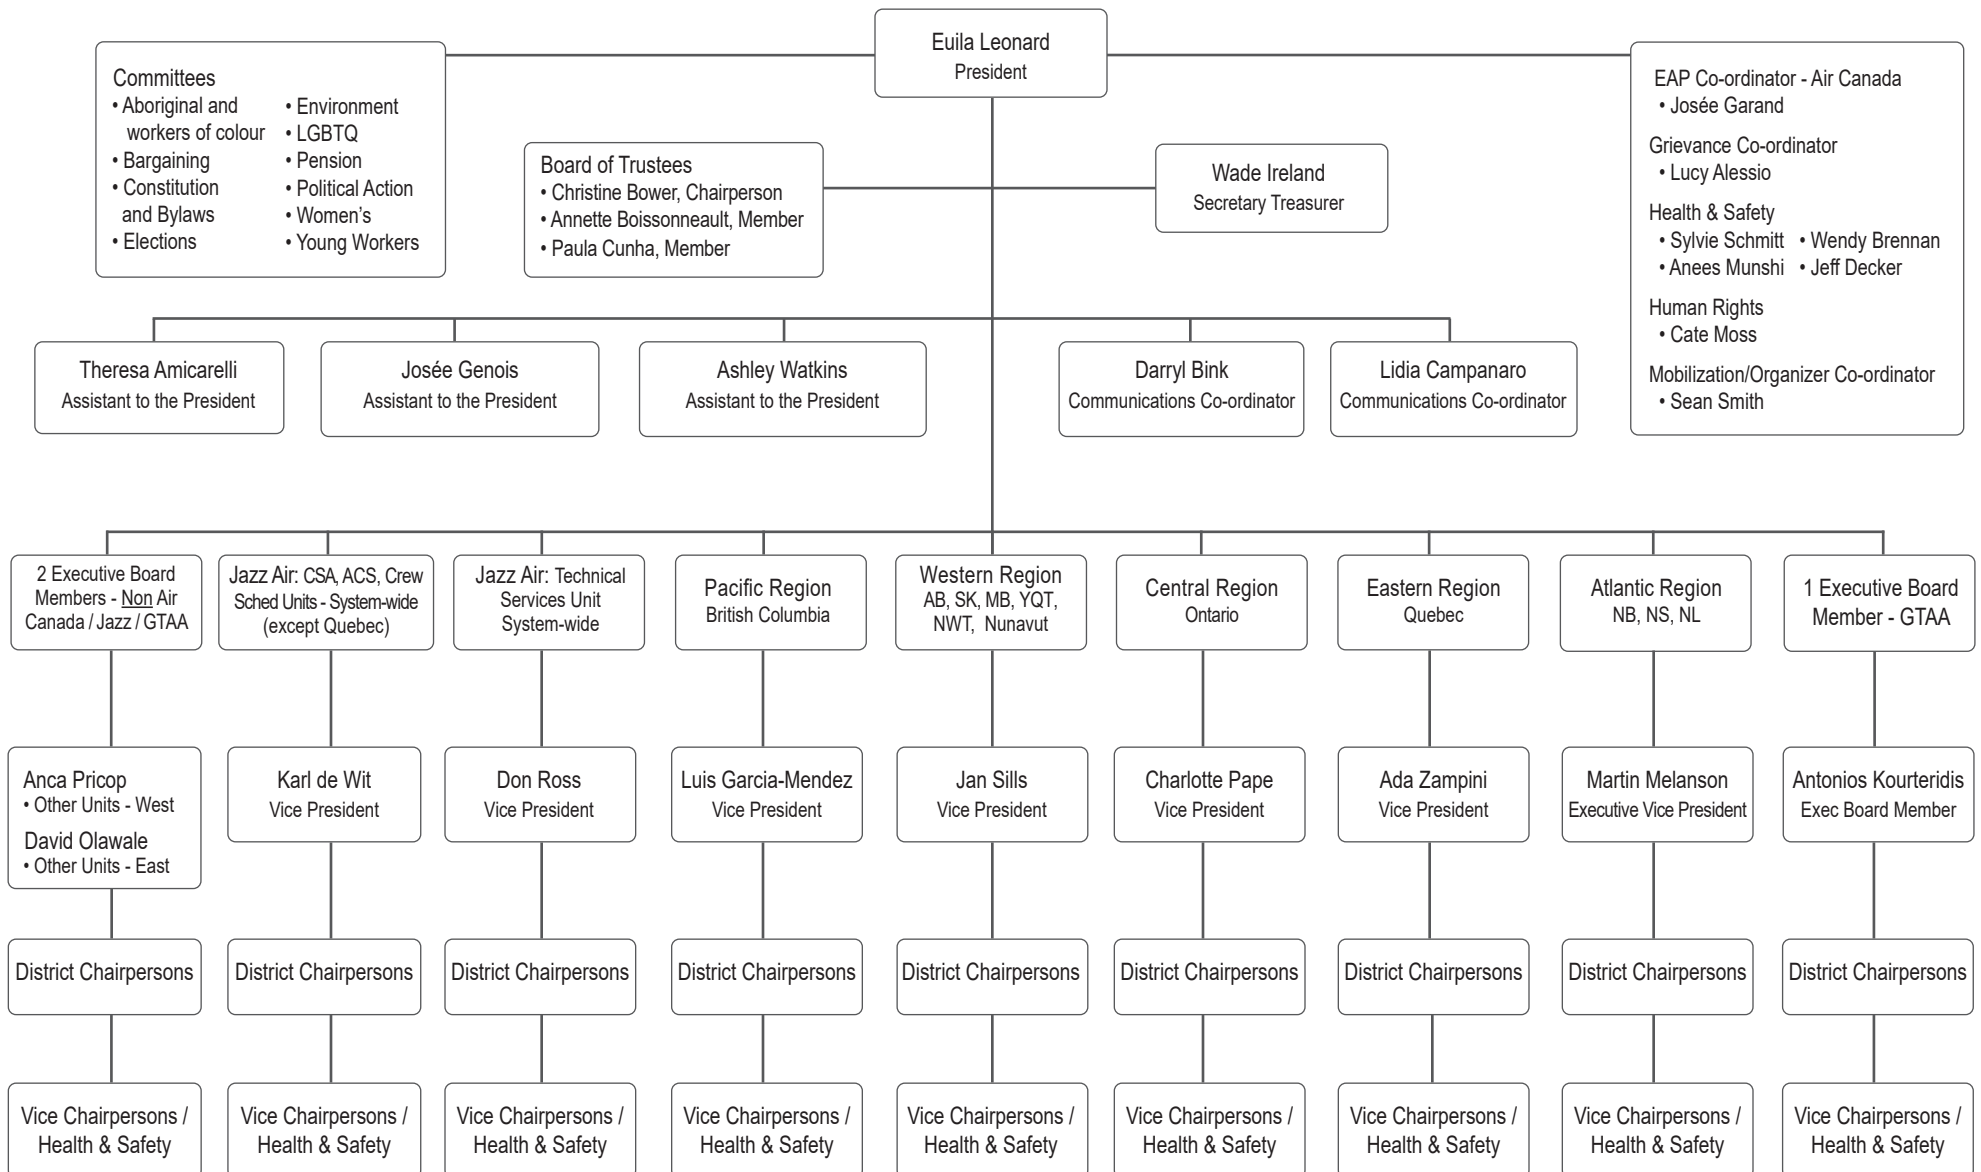 Euila Leonard
President
Committees
• Aboriginal and
workers of colour
• Bargaining
• Constitution
and Bylaws
• Elections
• Environment
• LGBTQ
• Pension
• Political Action
• Women's
• Young Workers
Board of Trustees
• Christine Bower, Chairperson
• Annette Boissonneault, Member
• Paula Cunha, Member
Wade Ireland
Secretary Treasurer
EAP Co-ordinator - Air Canada
• Josée Garand
Grievance Co-ordinator
• Lucy Alessio
Health & Safety
• Sylvie Schmitt • Wendy Brennan
• Anees Munshi • Jeff Decker
Human Rights
• Cate Moss
Mobilization/Organizer Co-ordinator
• Sean Smith
Theresa Amicarelli
Assistant to the President
Josée Genois
Assistant to the President
Ashley Watkins
Assistant to the President
Darryl Bink
Communications Co-ordinator
Lidia Campanaro
Communications Co-ordinator
2 Executive Board
Members - Non Air
Canada / Jazz / GTAA
Jazz Air: CSA, ACS, Crew
Sched Units - System-wide
(except Quebec)
Jazz Air: Technical
Services Unit
System-wide
Pacific Region
British Columbia
Western Region
AB, SK, MB, YQT,
NWT, Nunavut
Central Region
Ontario
Eastern Region
Quebec
Atlantic Region
NB, NS, NL
1 Executive Board
Member - GTAA
Anca Pricop
• Other Units - West
David Olawale
• Other Units - East
Karl de Wit
Vice President
Don Ross
Vice President
Luis Garcia-Mendez
Vice President
Jan Sills
Vice President
Charlotte Pape
Vice President
Ada Zampini
Vice President
Martin Melanson
Executive Vice President
Antonios Kourteridis
Exec Board Member
District Chairpersons
District Chairpersons
District Chairpersons
District Chairpersons
District Chairpersons
District Chairpersons
District Chairpersons
District Chairpersons
District Chairpersons
Vice Chairpersons /
Health & Safety
Vice Chairpersons /
Health & Safety
Vice Chairpersons /
Health & Safety
Vice Chairpersons /
Health & Safety
Vice Chairpersons /
Health & Safety
Vice Chairpersons /
Health & Safety
Vice Chairpersons /
Health & Safety
Vice Chairpersons /
Health & Safety
Vice Chairpersons /
Health & Safety